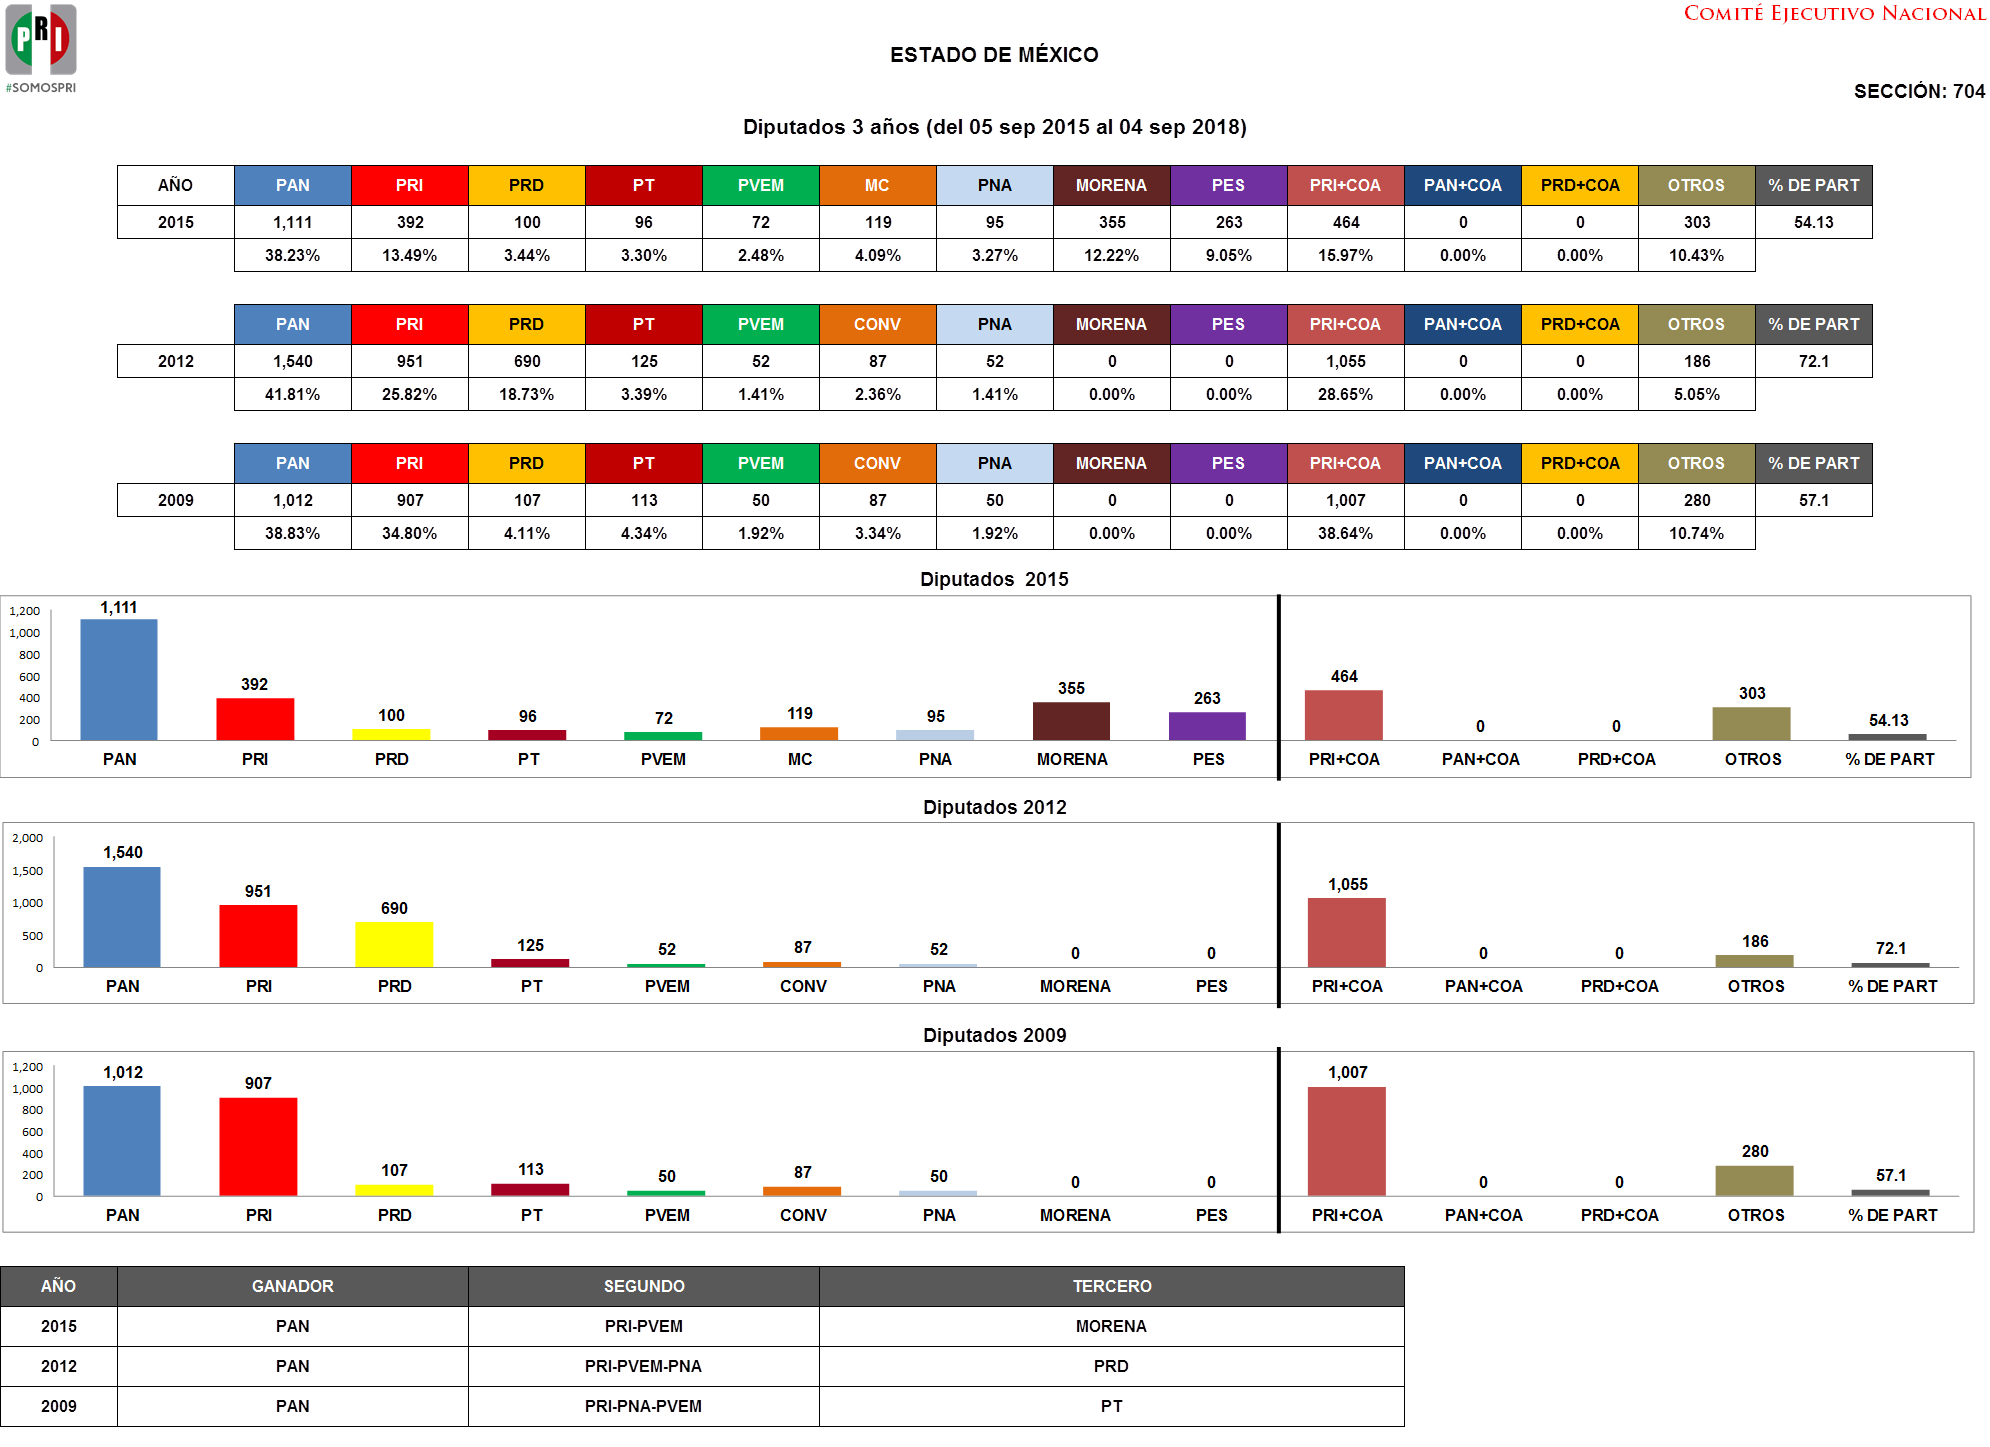 PRI
#SOMOSPRI
COMITÉ EJECUTIVO NACIONAL
ESTADO DE MÉXICO
SECCIÓN: 704
Diputados 3 años (del 05 sep 2015 al 04 sep 2018)
AÑO PAN PRI PRD PT PVEM MC PNA MORENA PES PRI+COA PAN+COA PRD+COA OTROS % DE PART
2015 1,111 392 100 96 72 119 95 355 263 464 0 0 303 54.13
38.23% 13.49% 3.44% 3.30% 2.48% 4.09% 3.27% 12.22% 9.05% 15.97% 0.00% 0.00% 10.43%
PAN PRI PRD PT PVEM CONV PNA MORENA PES PRI+COA PAN+COA PRD+COA OTROS % DE PART
2012 1,540 951 690 125 52 87 52 0 0 1,055 0 0 186 72.1
41.81% 25.82% 18.73% 3.39% 1.41% 2.36% 1.41% 0.00% 0.00% 28.65% 0.00% 0.00% 5.05%
PAN PRI PRD PT PVEM CONV PNA MORENA PES PRI+COA PAN+COA PRD+COA OTROS % DE PART
2009 1,012 907 107 113 50 87 50 0 0 1,007 0 0 280 57.1
38.83% 34.80% 4.11% 4.34% 1.92% 3.34% 1.92% 0.00% 0.00% 38.64% 0.00% 0.00% 10.74%
Diputados 2015
1,200
1,000
800
600
400
200
0
1,111 392 100 96 72 119 95 355 263 464 0 0 303 54.13
PAN PRI PRD PT PVEM MC PNA MORENA PES PRI+COA PAN+COA PRD+COA OTROS % DE PART
Diputados 2012
2,000
1,500
1,000
500
0
1,540 951 690 125 52 87 52 0 0 1,055 0 0 186 72.1
PAN PRI PRD PT PVEM CONV PNA MORENA PES PRI+COA PAN+COA PRD+COA OTROS % DE PART
Diputados 2009
1,200
1,000
800
600
400
200
0
1,012 907 107 113 50 87 50 0 0 1,007 0 0 280 57.1
PAN PRI PRD PT PVEM CONV PNA MORENA PES PRI+COA PAN+COA PRD+COA OTROS % DE PART
AÑO GANADOR SEGUNDO TERCERO
2015 PAN PRI-PVEM MORENA
2012 PAN PRI-PVEM-PNA PRD
2009 PAN PRI-PNA-PVEM PT